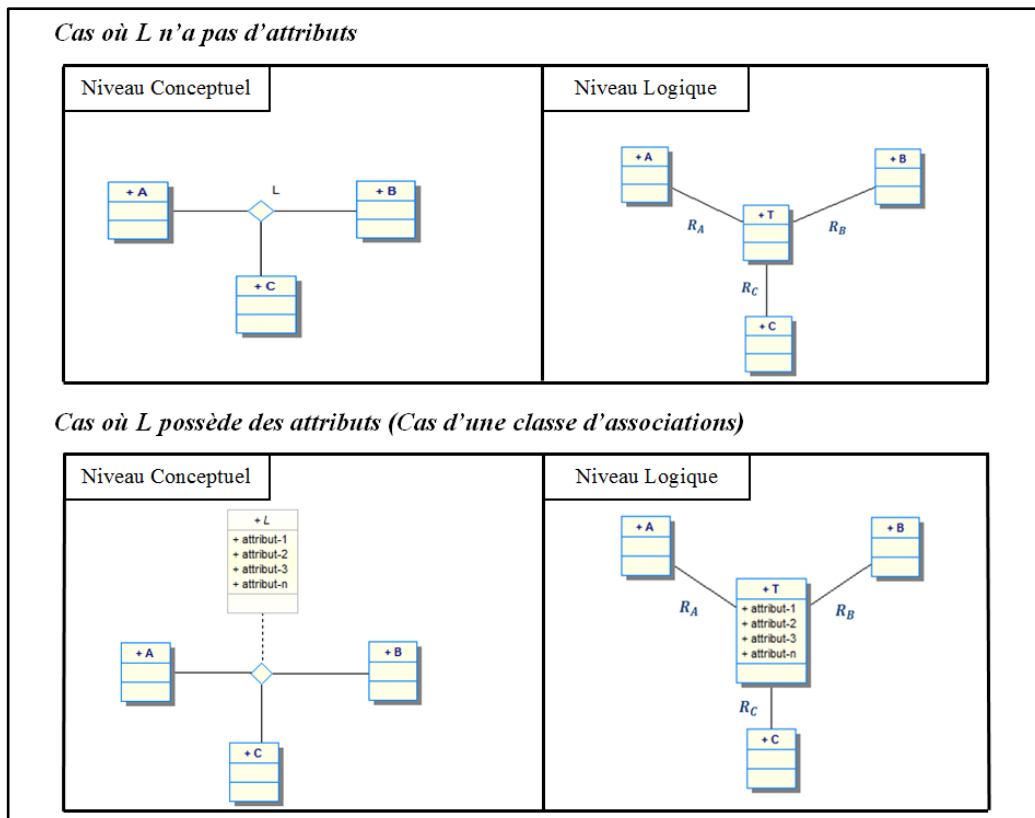 Cas où L n'a pas d'attributs
Niveau Conceptuel
+ A
L
+ B
+ C
Niveau Logique
+ A
+ B
+ T
R_A
R_B
R_C
+ C
Cas où L possède des attributs (Cas d'une classe d'associations)
Niveau Conceptuel
+ L
+ attribut-1
+ attribut-2
+ attribut-3
+ attribut-n
+ A
+ B
+ C
Niveau Logique
+ A
+ B
+ T
+ attribut-1
+ attribut-2
+ attribut-3
+ attribut-n
R_A
R_B
R_C
+ C